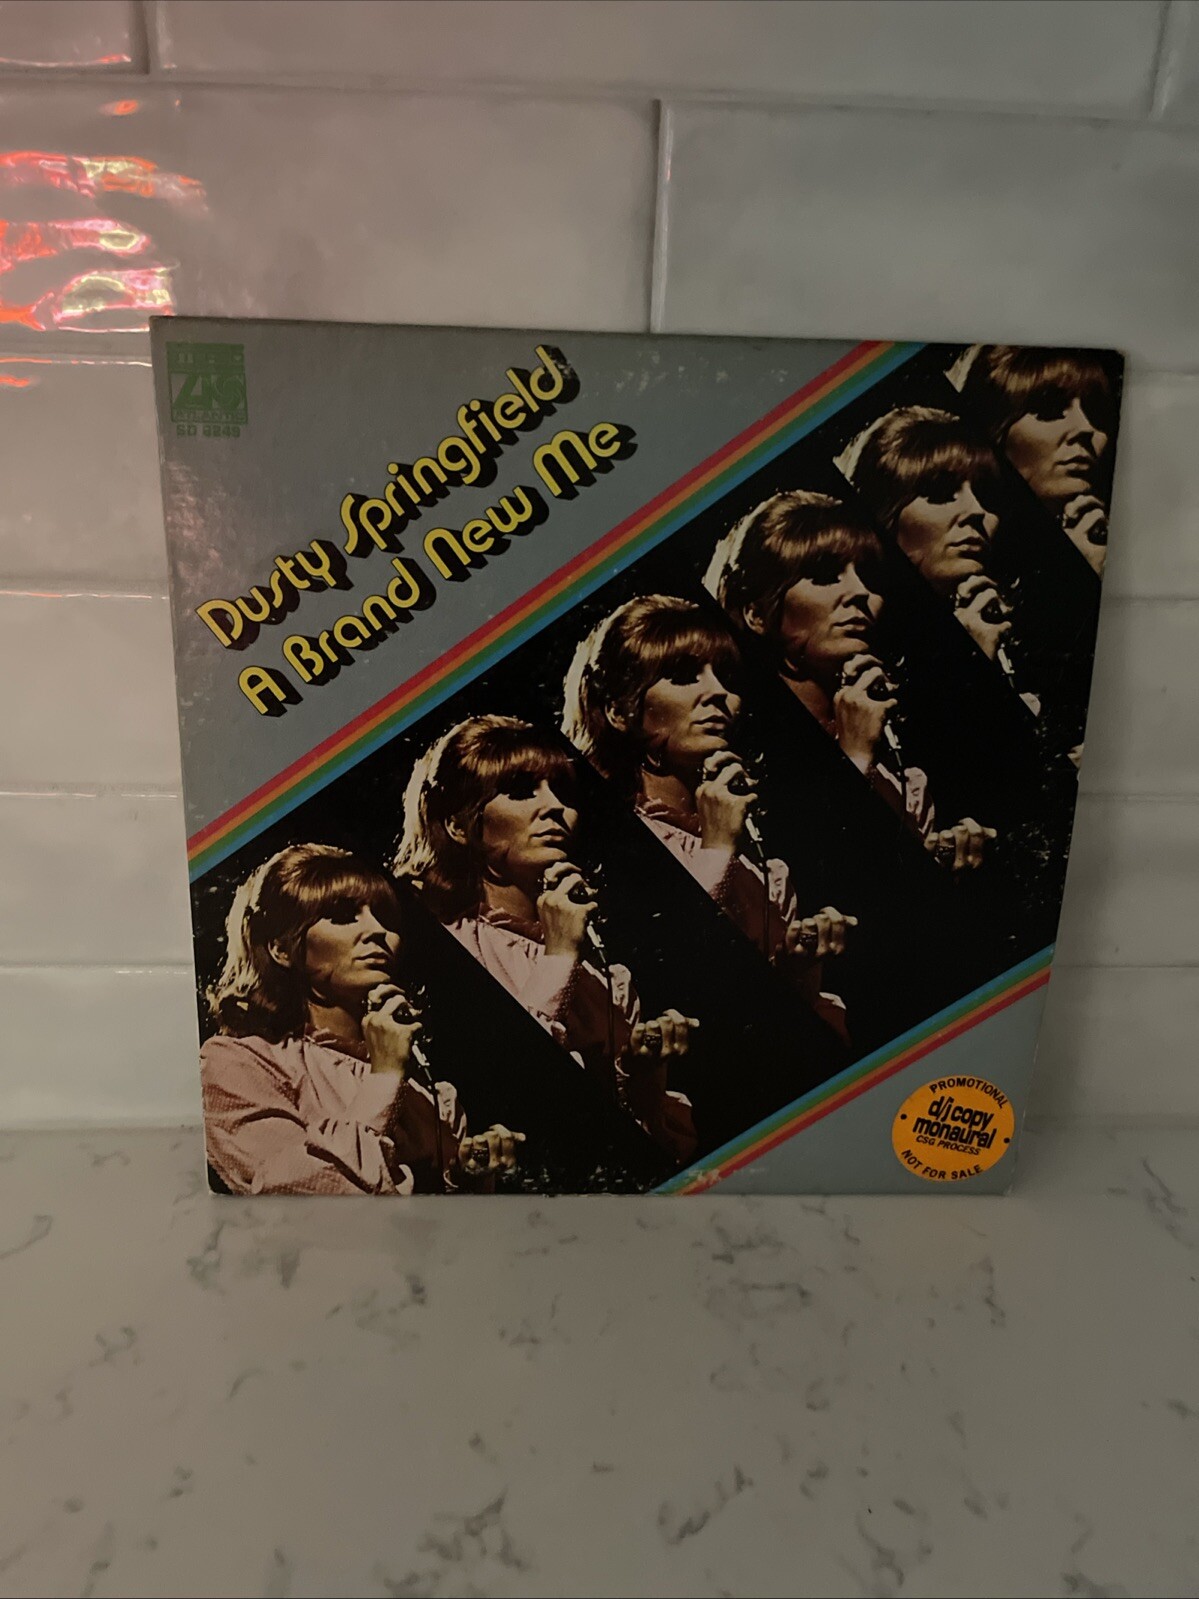 ATLANTIC
SD 8249
Dusty Springfield
A Brand New Me
PROMOTIONAL
d/j copy
monaural
CSG PROCESS
NOT FOR SALE